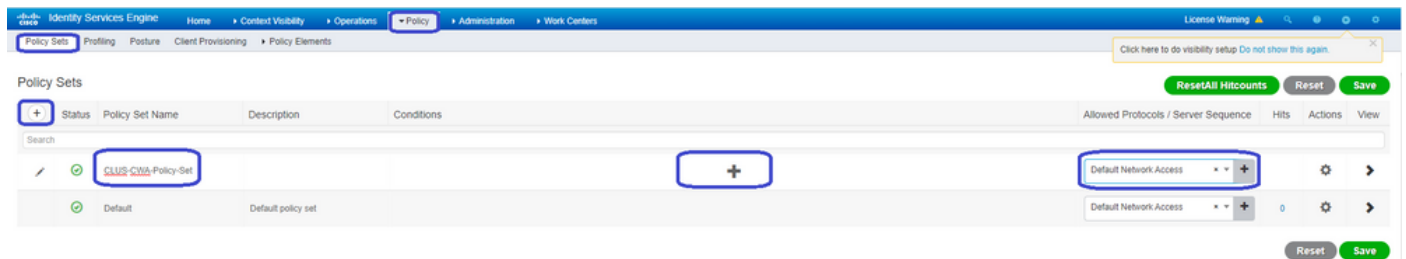 cisco Identity Services Engine Home Context Visibility Operations Policy Administration Work Centers License Warning
Policy Sets Profiling Posture Client Provisioning Policy Elements
Click here to do visibility setup Do not show this again.
Policy Sets
ResetAll Hitcounts Reset Save
+ Status Policy Set Name Description Conditions Allowed Protocols / Server Sequence Hits Actions View
Search
CLUS-CWA-Policy-Set + Default Network Access × +
Default Default policy set Default Network Access × + 0
Reset Save